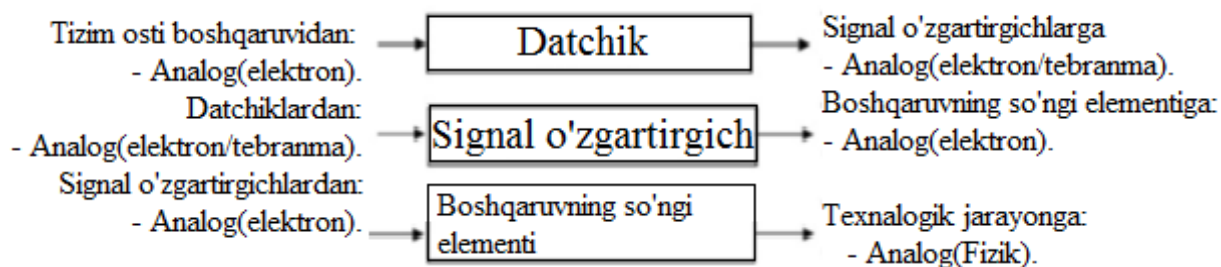 Tizim osti boshqaruvidan:
- Analog(elektron).
Datchik
Signal o'zgartirgichlarga
- Analog(elektron/tebranma).
Datchiklardan:
- Analog(elektron/tebranma).
Signal o'zgartirgich
Boshqaruvning so'ngi elementiga:
- Analog(elektron).
Signal o'zgartirgichlardan:
- Analog(elektron).
Boshqaruvning so'ngi
elementi
Texnalogik jarayonga:
- Analog(Fizik).